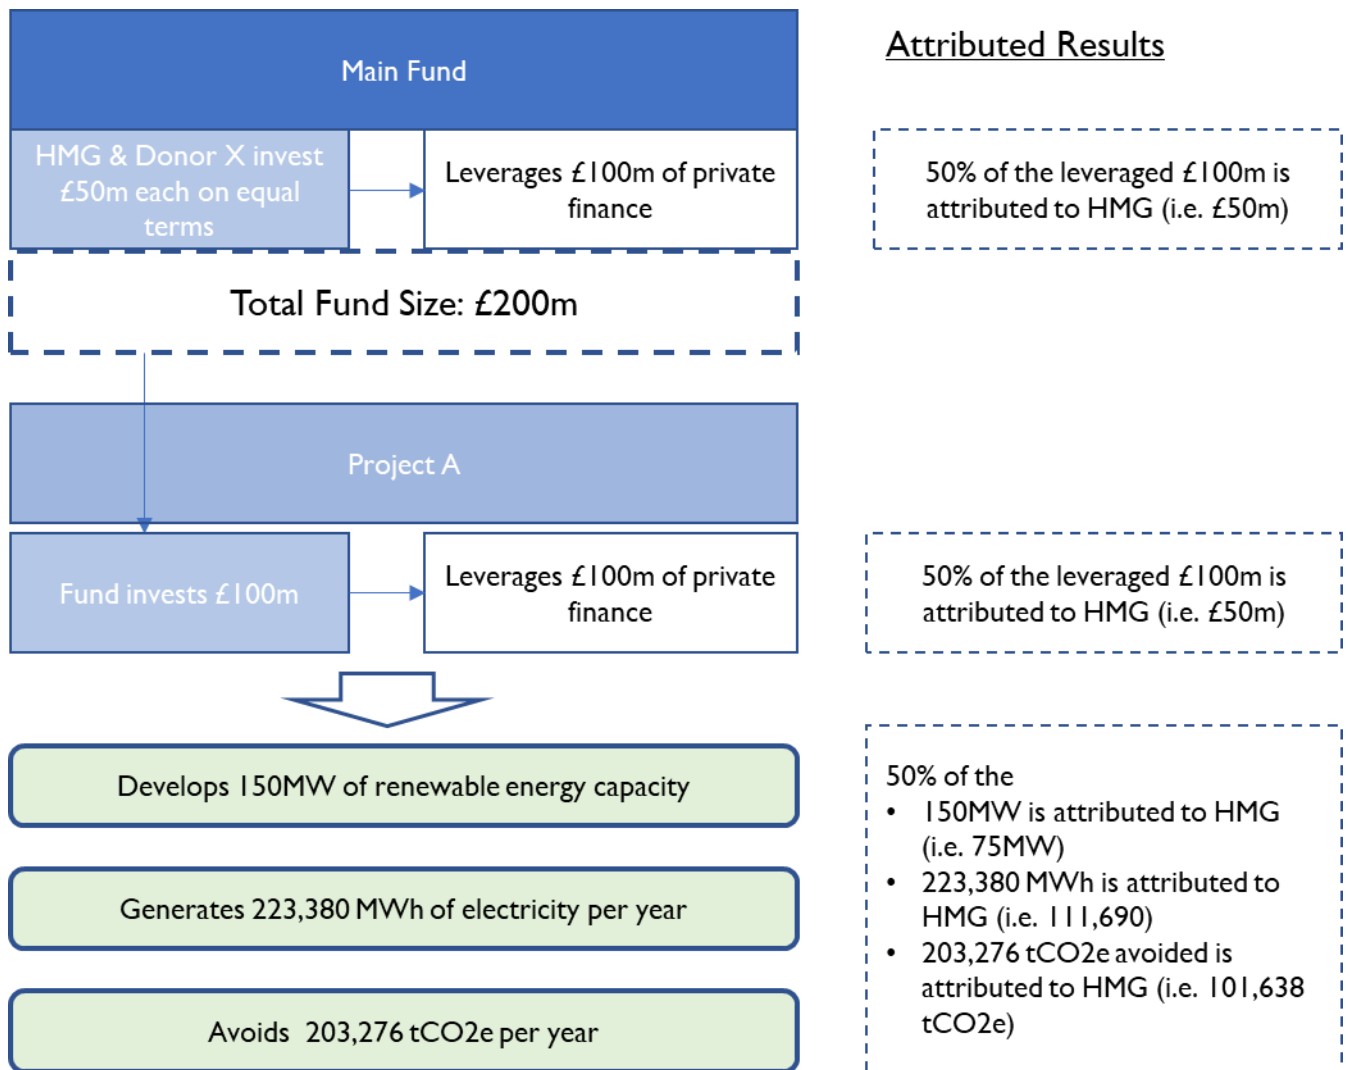 Main Fund
Attributed Results
HMG & Donor X invest
£50m each on equal
terms
Leverages £100m of private
finance
50% of the leveraged £100m is
attributed to HMG (i.e. £50m)
Total Fund Size: £200m
Project A
Fund invests £100m
Leverages £100m of private
finance
50% of the leveraged £100m is
attributed to HMG (i.e. £50m)
Develops 150MW of renewable energy capacity
Generates 223,380 MWh of electricity per year
Avoids 203,276 tCO2e per year
50% of the
• 150MW is attributed to HMG
(i.e. 75MW)
• 223,380 MWh is attributed to
HMG (i.e. 111,690)
• 203,276 tCO2e avoided is
attributed to HMG (i.e. 101,638
tCO2e)